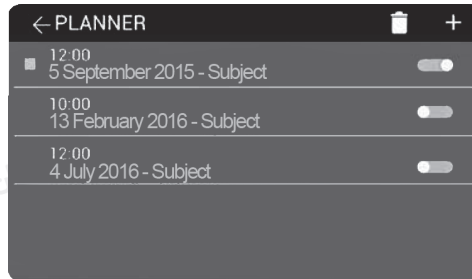 PLANNER
12:00
5 September 2015 - Subject
10:00
13 February 2016 - Subject
12:00
4 July 2016 - Subject